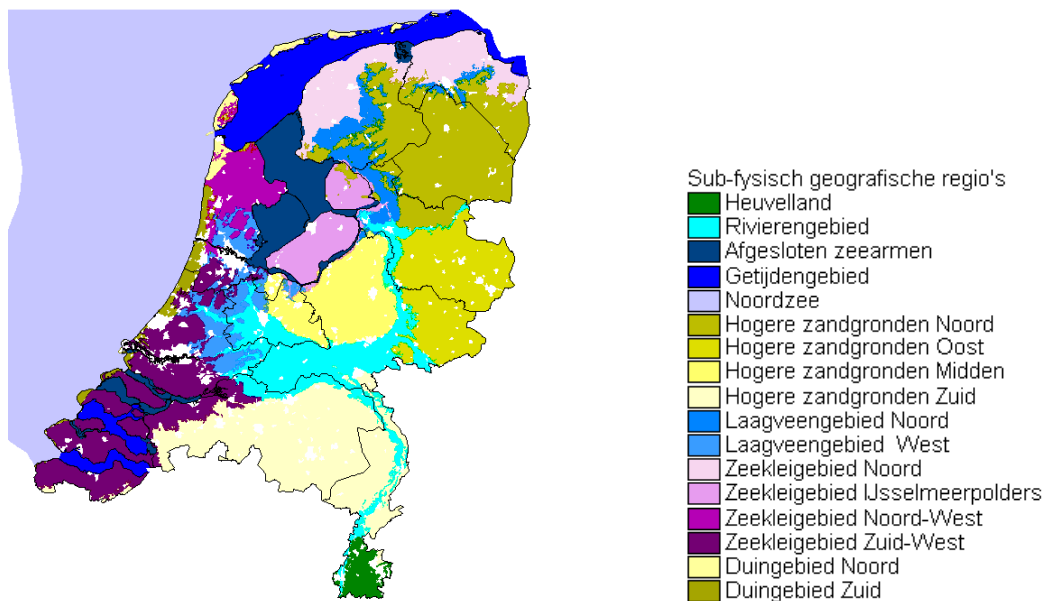 Sub-fysisch geografische regio's
Heuvelland
Rivierengebied
Afgesloten zeearmen
Getijdengebied
Noordzee
Hogere zandgronden Noord
Hogere zandgronden Oost
Hogere zandgronden Midden
Hogere zandgronden Zuid
Laagveengebied Noord
Laagveengebied West
Zeekleigebied Noord
Zeekleigebied IJsselmeerpolders
Zeekleigebied Noord-West
Zeekleigebied Zuid-West
Duingebied Noord
Duingebied Zuid